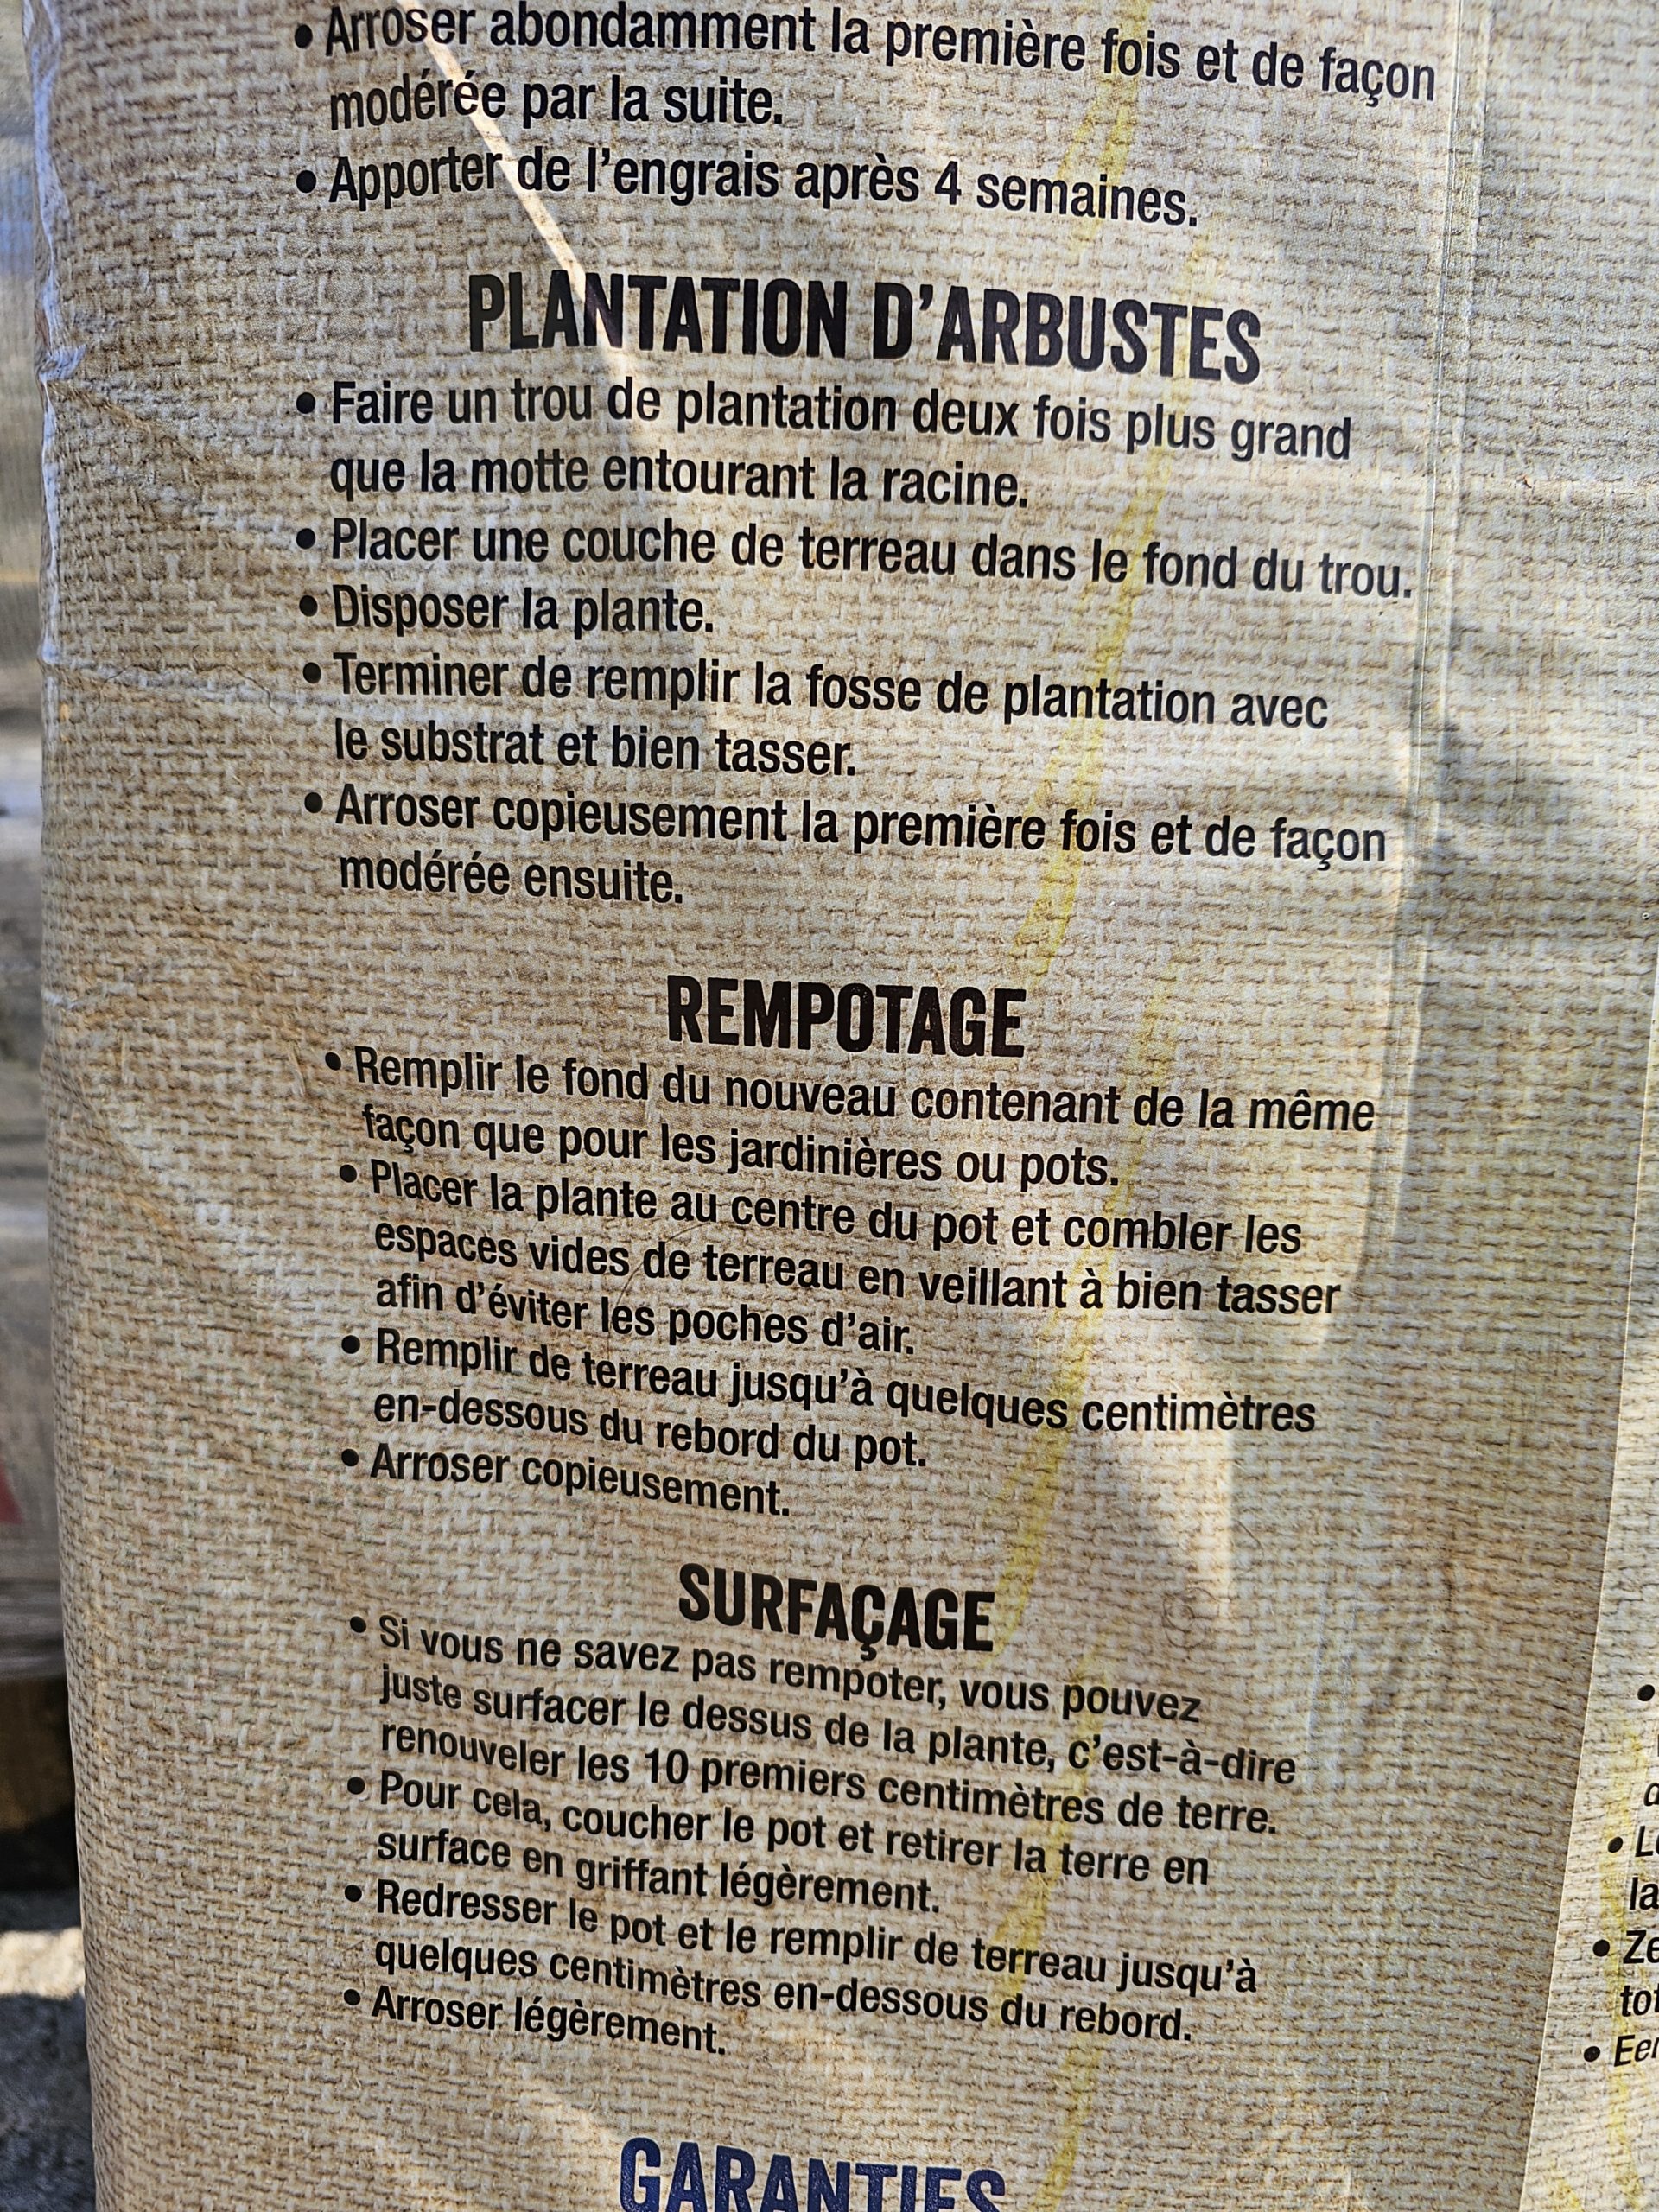 • Arroser abondamment la première fois et de façon
modérée par la suite.
• Apporter de l'engrais après 4 semaines.
PLANTATION D'ARBUSTES
• Faire un trou de plantation deux fois plus grand
que la motte entourant la racine.
• Placer une couche de terreau dans le fond du trou.
• Disposer la plante.
• Terminer de remplir la fosse de plantation avec
le substrat et bien tasser.
• Arroser copieusement la première fois et de façon
modérée ensuite.
REMPOTAGE
• Remplir le fond du nouveau contenant de la même
façon que pour les jardinières ou pots.
• Placer la plante au centre du pot et combler les
espaces vides de terreau en veillant à bien tasser
afin d'éviter les poches d'air.
• Remplir de terreau jusqu'à quelques centimètres
en-dessous du rebord du pot.
• Arroser copieusement.
SURFAÇAGE
• Si vous ne savez pas rempoter, vous pouvez
juste surfacer le dessus de la plante, c'est-à-dire
renouveler les 10 premiers centimètres de terre.
• Pour cela, coucher le pot et retirer la terre en
surface en griffant légèrement.
• Redresser le pot et le remplir de terreau jusqu'à
quelques centimètres en-dessous du rebord.
• Arroser légèrement.
GARANTIES